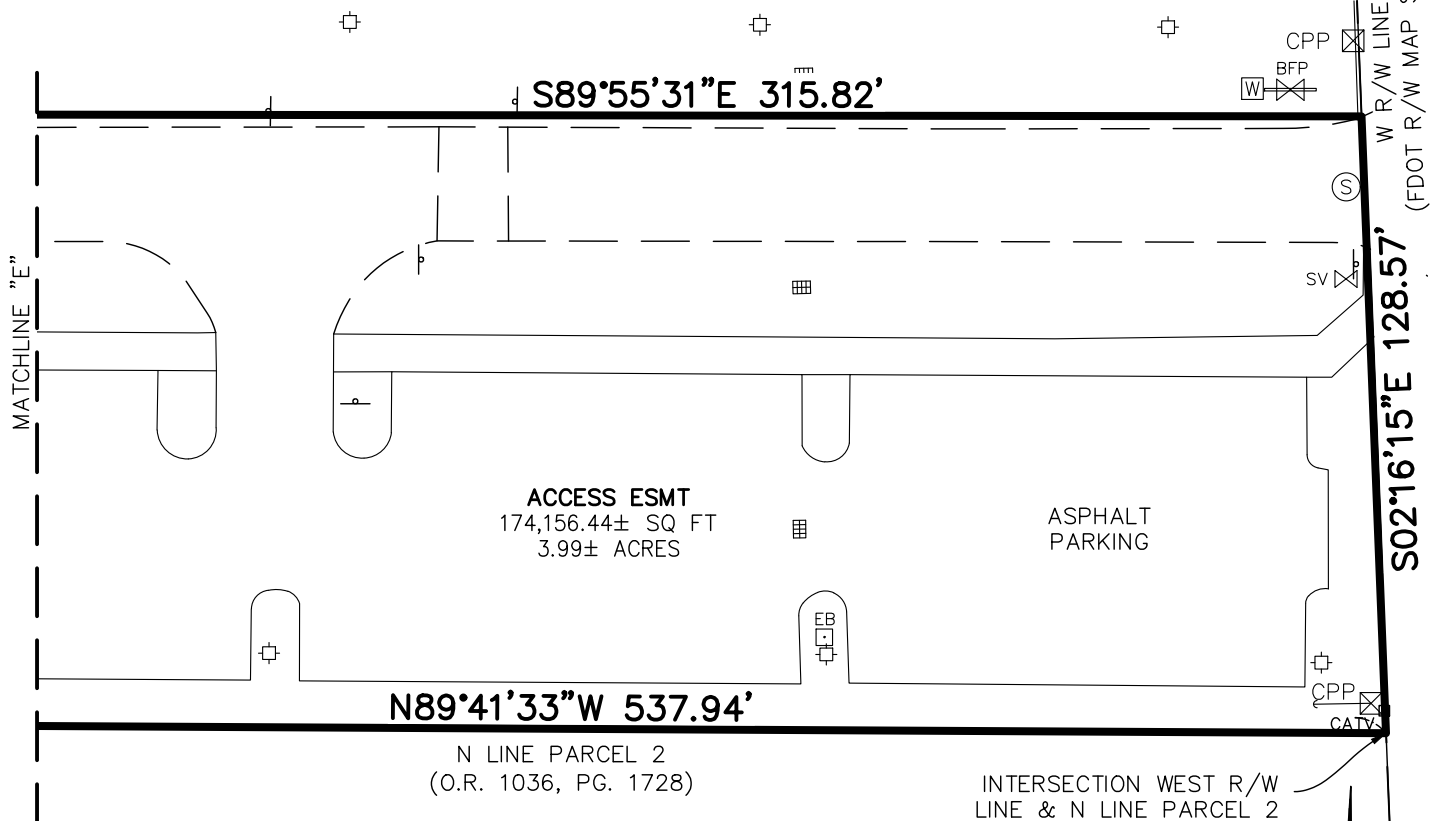 CPP
W R/W LINE
(FDOT R/W MAP
BFP
W
S89°55'31"E 315.82'
S
MATCHLINE "E"
SV
S02°16'15"E 128.57'
ACCESS ESMT
174,156.44± SQ FT
3.99± ACRES
ASPHALT
PARKING
EB
CPP
N89°41'33"W 537.94'
CATV
N LINE PARCEL 2
(O.R. 1036, PG. 1728)
INTERSECTION WEST R/W
LINE & N LINE PARCEL 2